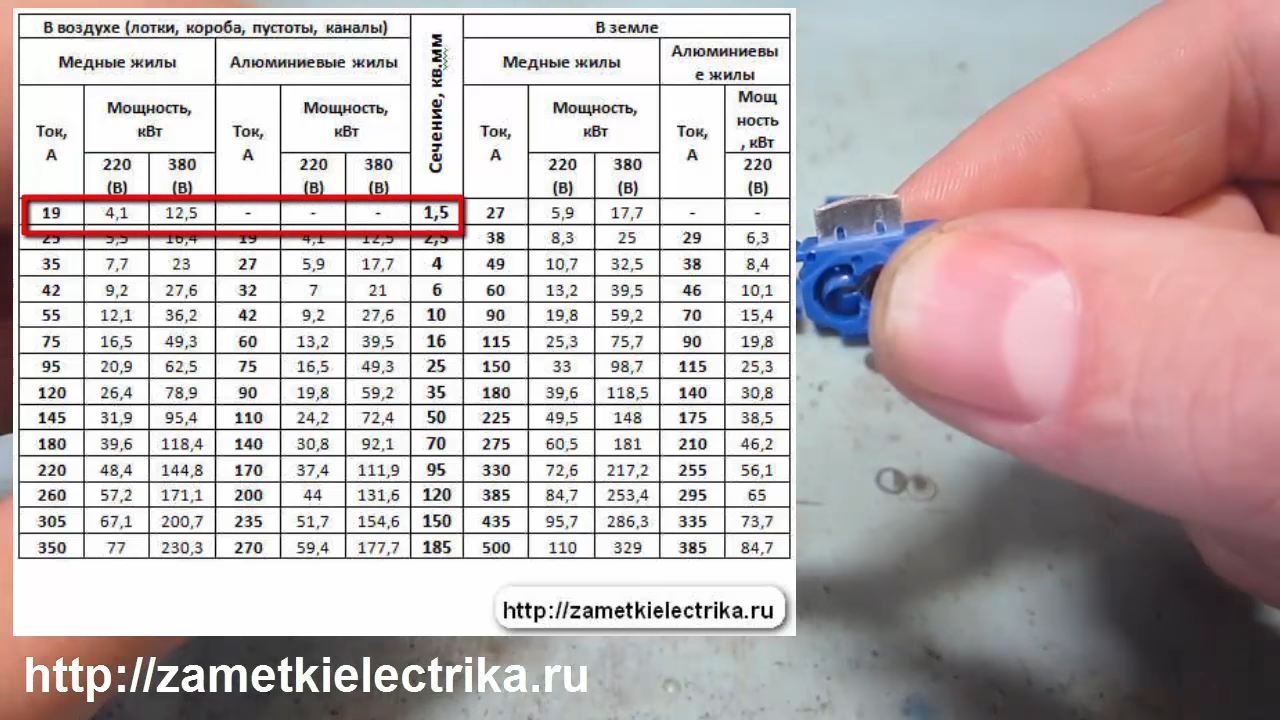 В воздухе (лотки, короба, пустоты, каналы) Сечение, кв.мм В земле
Медные жилы Алюминиевые жилы Медные жилы Алюминиевы
е жилы
Ток,
А Мощность,
кВт Ток,
А Мощность,
кВт Ток,
А Мощность,
кВт Ток,
А Мощ
ность
, кВт
220
(В) 380
(В) 220
(В) 380
(В) 220
(В) 380
(В) 220
(В)
19 4,1 12,5 - - - 1,5 27 5,9 17,7 - -
25 5,5 16,4 19 4,1 12,5 2,5 38 8,3 25 29 6,3
35 7,7 23 27 5,9 17,7 4 49 10,7 32,5 38 8,4
42 9,2 27,6 32 7 21 6 60 13,2 39,5 46 10,1
55 12,1 36,2 42 9,2 27,6 10 90 19,8 59,2 70 15,4
75 16,5 49,3 60 13,2 39,5 16 115 25,3 75,7 90 19,8
95 20,9 62,5 75 16,5 49,3 25 150 33 98,7 115 25,3
120 26,4 78,9 90 19,8 59,2 35 180 39,6 118,5 140 30,8
145 31,9 95,4 110 24,2 72,4 50 225 49,5 148 175 38,5
180 39,6 118,4 140 30,8 92,1 70 275 60,5 181 210 46,2
220 48,4 144,8 170 37,4 111,9 95 330 72,6 217,2 255 56,1
260 57,2 171,1 200 44 131,6 120 385 84,7 253,4 295 65
305 67,1 200,7 235 51,7 154,6 150 435 95,7 286,3 335 73,7
350 77 230,3 270 59,4 177,7 185 500 110 329 385 84,7
http://zametkielectrika.ru
http://zametkielectrika.ru